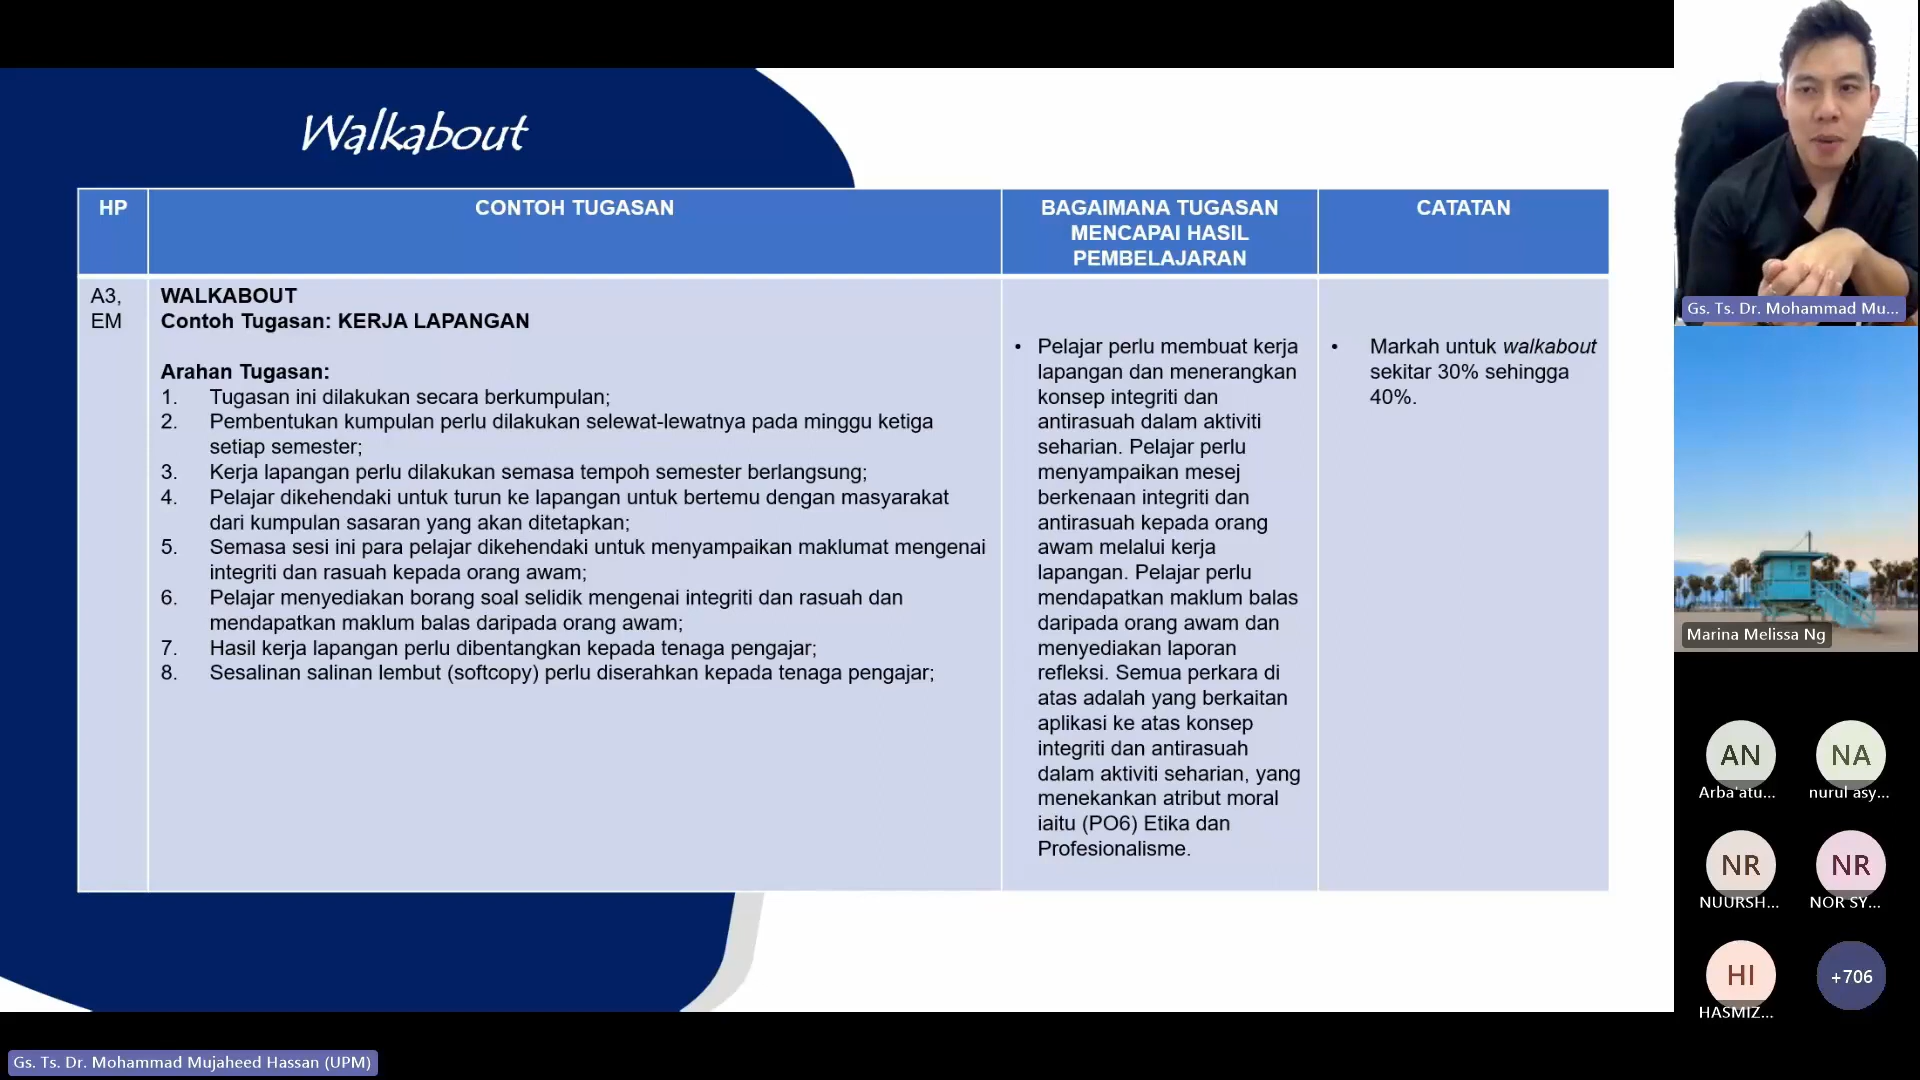 Walkabout
HP
CONTOH TUGASAN
BAGAIMANA TUGASAN
MENCAPAI HASIL
PEMBELAJARAN
CATATAN
A3,
EM
WALKABOUT
Contoh Tugasan: KERJA LAPANGAN
Arahan Tugasan:
1. Tugasan ini dilakukan secara berkumpulan;
2. Pembentukan kumpulan perlu dilakukan selewat-lewatnya pada minggu ketiga
setiap semester;
3. Kerja lapangan perlu dilakukan semasa tempoh semester berlangsung;
4. Pelajar dikehendaki untuk turun ke lapangan untuk bertemu dengan masyarakat
dari kumpulan sasaran yang akan ditetapkan;
5. Semasa sesi ini para pelajar dikehendaki untuk menyampaikan maklumat mengenai
integriti dan rasuah kepada orang awam;
6. Pelajar menyediakan borang soal selidik mengenai integriti dan rasuah dan
mendapatkan maklum balas daripada orang awam;
7. Hasil kerja lapangan perlu dibentangkan kepada tenaga pengajar;
8. Sesalinan salinan lembut (softcopy) perlu diserahkan kepada tenaga pengajar;
• Pelajar perlu membuat kerja
lapangan dan menerangkan
konsep integriti dan
antirasuah dalam aktiviti
seharian. Pelajar perlu
menyampaikan mesej
berkenaan integriti dan
antirasuah kepada orang
awam melalui kerja
lapangan. Pelajar perlu
mendapatkan maklum balas
daripada orang awam dan
menyediakan laporan
refleksi. Semua perkara di
atas adalah yang berkaitan
aplikasi ke atas konsep
integriti dan antirasuah
dalam aktiviti seharian, yang
menekankan atribut moral
iaitu (PO6) Etika dan
Profesionalisme.
• Markah untuk walkabout
sekitar 30% sehingga
40%.
Gs. Ts. Dr. Mohammad Mu...
Marina Melissa Ng
AN
Arba'atu...
NA
nurul asy...
NR
NUURSH...
NR
NOR SY...
HI
HASMIZ...
+706
Gs. Ts. Dr. Mohammad Mujaheed Hassan (UPM)